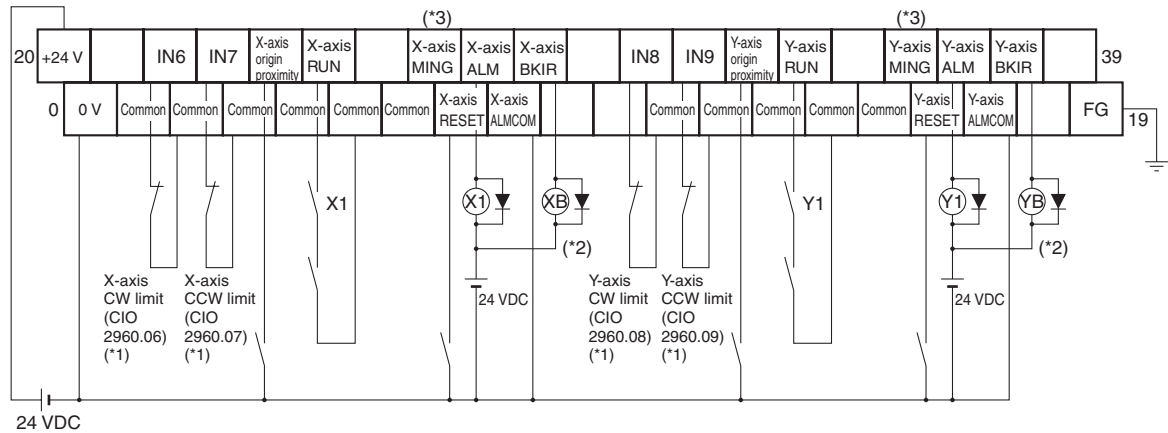 (*3) (*3)
20 +24 V IN6 IN7 X-axis origin proximity X-axis RUN X-axis MING X-axis ALM X-axis BKIR IN8 IN9 Y-axis origin proximity Y-axis RUN Y-axis MING Y-axis ALM Y-axis BKIR 39
0 0 V Common Common Common Common Common Common X-axis RESET X-axis ALMCOM Common Common Common Common Common Common Y-axis RESET Y-axis ALMCOM FG 19
X1 X1 XB Y1 Y1 YB
(*2) (*2)
X-axis CW limit (CIO 2960.06) (*1)
X-axis CCW limit (CIO 2960.07) (*1)
24 VDC
Y-axis CW limit (CIO 2960.08) (*1)
Y-axis CCW limit (CIO 2960.09) (*1)
24 VDC
24 VDC